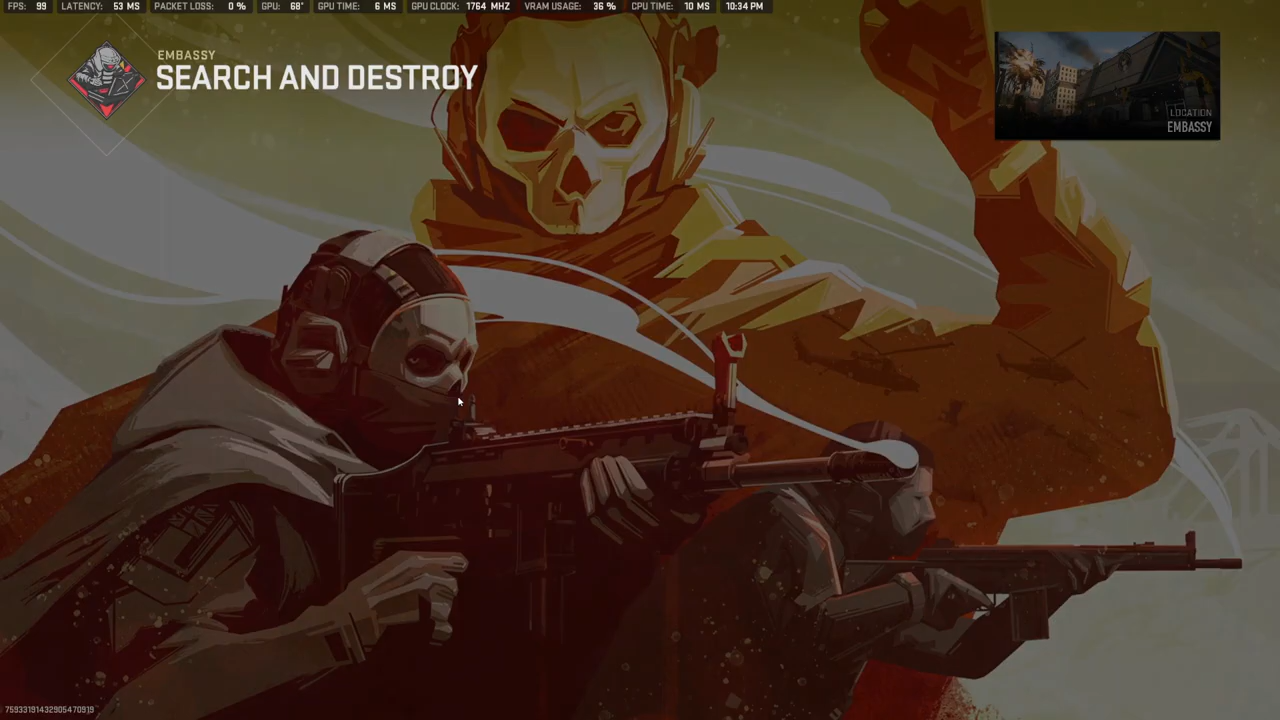 FPS: 99 LATENCY: 53 MS PACKET LOSS: 0 % GPU: 68° GPU TIME: 6 MS GPU CLOCK: 1764 MHZ VRAM USAGE: 36 % CPU TIME: 10 MS 10:34 PM
EMBASSY
SEARCH AND DESTROY
LOCATION
EMBASSY
75933191432905470919